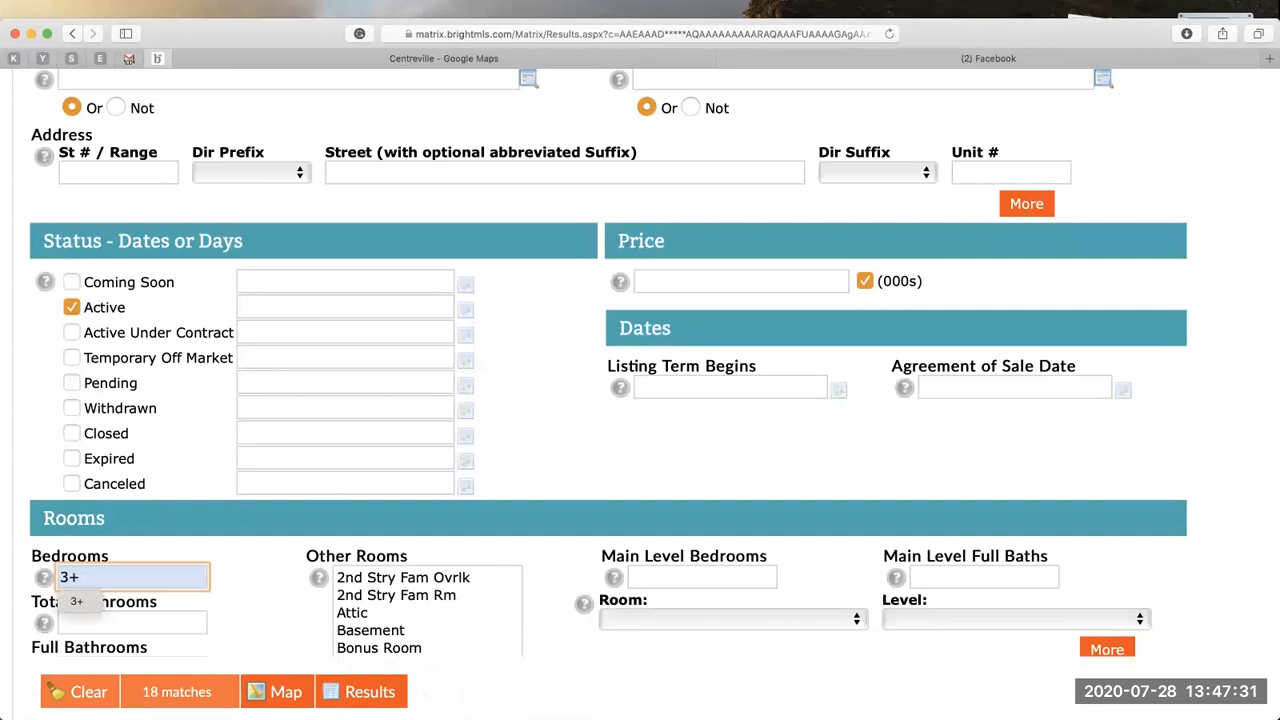 matrix.brightmls.com/Matrix/Results.aspx?c=AAEAAAD*****AQAAAAAAAAARAQAAAFUAAAAGAgAAA
K Y S E
Centreville - Google Maps
(2) Facebook
Or Not
Or Not
Address
St # / Range Dir Prefix Street (with optional abbreviated Suffix) Dir Suffix Unit #
More
Status - Dates or Days
Price
Coming Soon
(000s)
Active
Active Under Contract
Dates
Temporary Off Market
Listing Term Begins
Agreement of Sale Date
Pending
Withdrawn
Closed
Expired
Canceled
Rooms
Bedrooms
Other Rooms
Main Level Bedrooms
Main Level Full Baths
3+
3+
2nd Stry Fam Ovrlk
2nd Stry Fam Rm
Attic
Basement
Bonus Room
Room:
Level:
Full Bathrooms
More
Clear
18 matches
Map
Results
2020-07-28 13:47:31